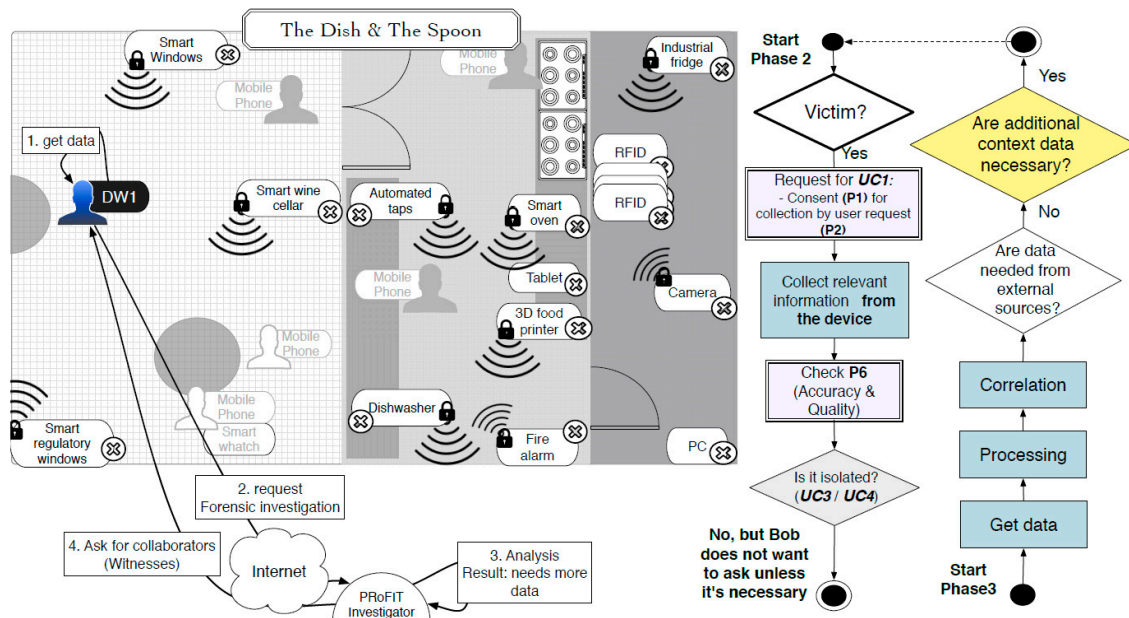 The Dish & The Spoon
Smart
Windows
Mobile
Phone
Mobile
Phone
Industrial
fridge
1. get data
DW1
Smart wine
cellar
Automated
taps
Smart
oven
RFID
RFID
Mobile
Phone
Tablet
Camera
3D food
printer
Mobile
Phone
Mobile
Phone
Smart
whatch
Dishwasher
Fire
alarm
PC
Smart
regulatory
windows
2. request
Forensic investigation
4. Ask for collaborators
(Witnesses)
Internet
3. Analysis
Result: needs more
data
PRoFIT
Investigator
Start
Phase 2
Victim?
Yes
Request for UC1:
- Consent (P1) for
collection by user request
(P2)
Collect relevant
information from
the device
Check P6
(Accuracy &
Quality)
Is it isolated?
(UC3 / UC4)
No, but Bob
does not want
to ask unless
it's necessary
Yes
Are additional
context data
necessary?
No
Are data
needed from
external
sources?
Correlation
Processing
Get data
Start
Phase3